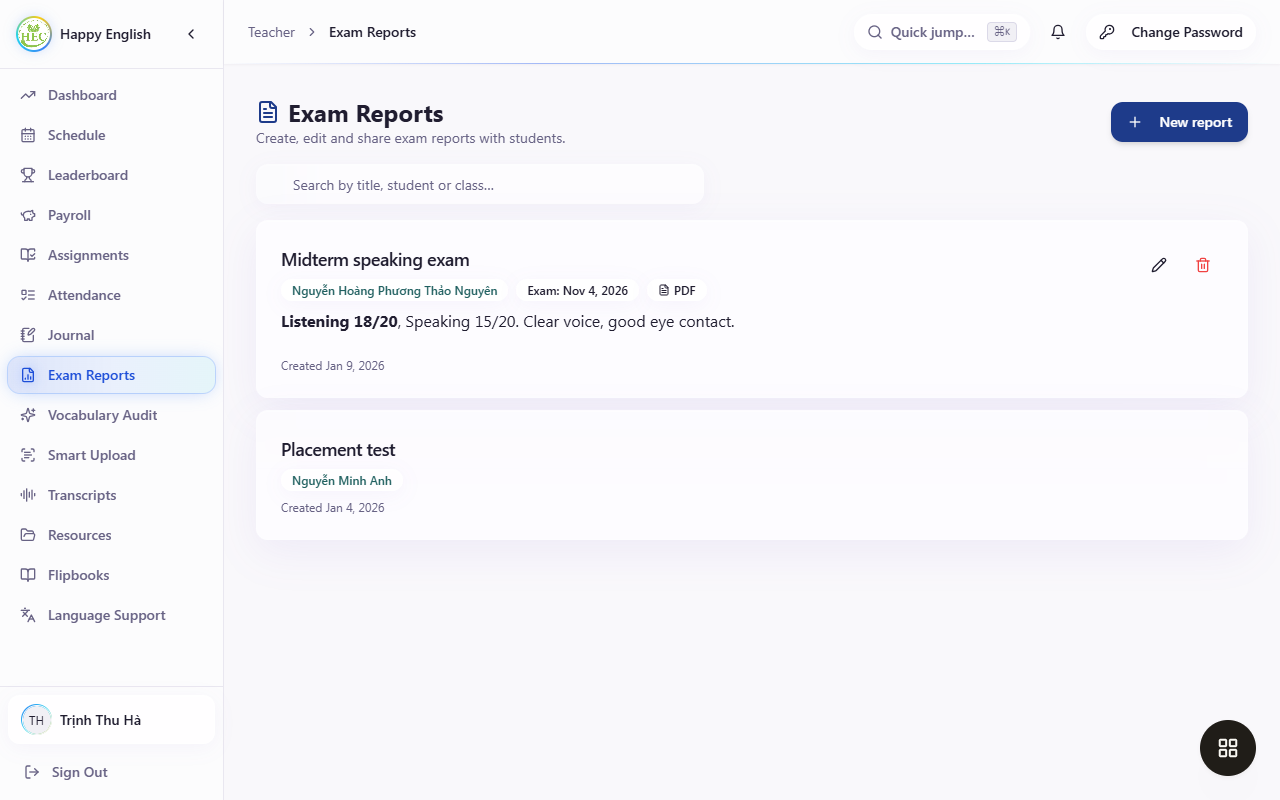 HEC
Happy English
Teacher
Exam Reports
Quick jump...
⌘K
Change Password
Dashboard
Schedule
Leaderboard
Payroll
Assignments
Attendance
Journal
Exam Reports
Vocabulary Audit
Smart Upload
Transcripts
Resources
Flipbooks
Language Support
TH
Trịnh Thu Hà
Sign Out
Exam Reports
Create, edit and share exam reports with students.
New report
Search by title, student or class...
Midterm speaking exam
Nguyễn Hoàng Phương Thảo Nguyên
Exam: Nov 4, 2026
PDF
Listening 18/20, Speaking 15/20. Clear voice, good eye contact.
Created Jan 9, 2026
Placement test
Nguyễn Minh Anh
Created Jan 4, 2026